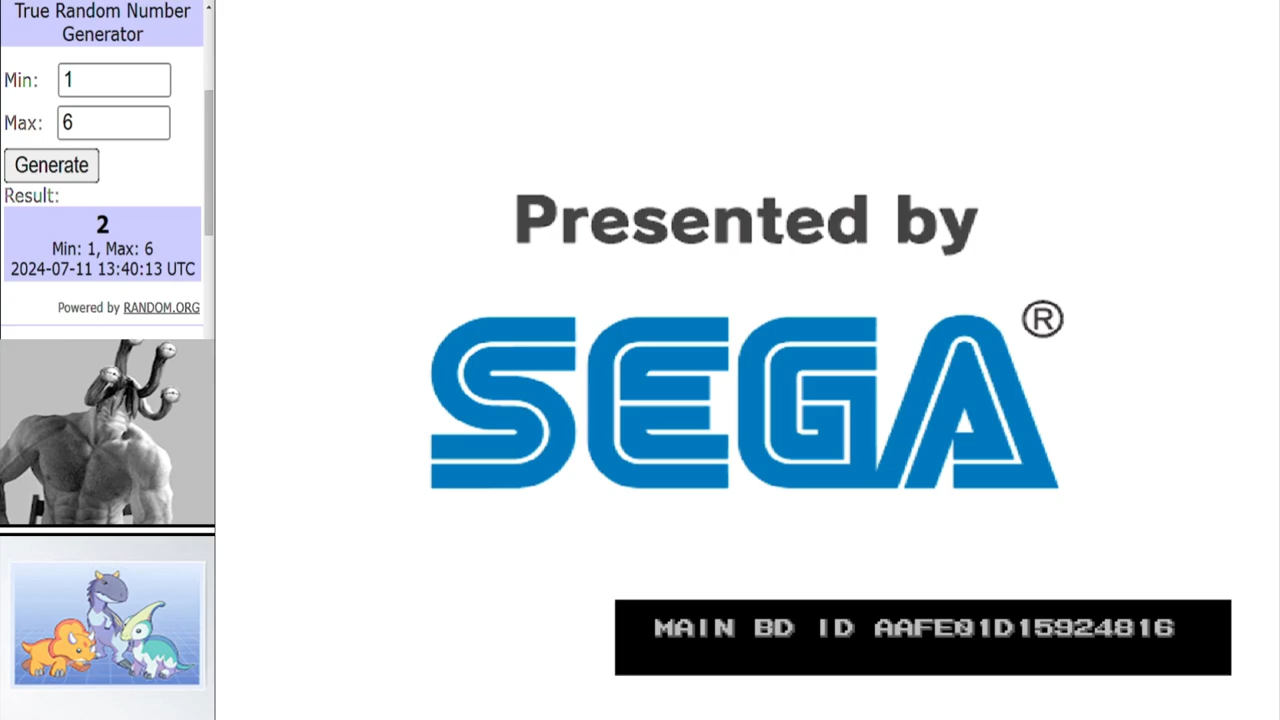 True Random Number
Generator
Min: 1
Max: 6
Generate
Result:
2
Min: 1, Max: 6
2024-07-11 13:40:13 UTC
Powered by RANDOM.ORG
Presented by
SEGA®
MAIN BD ID AAFE01D15924816